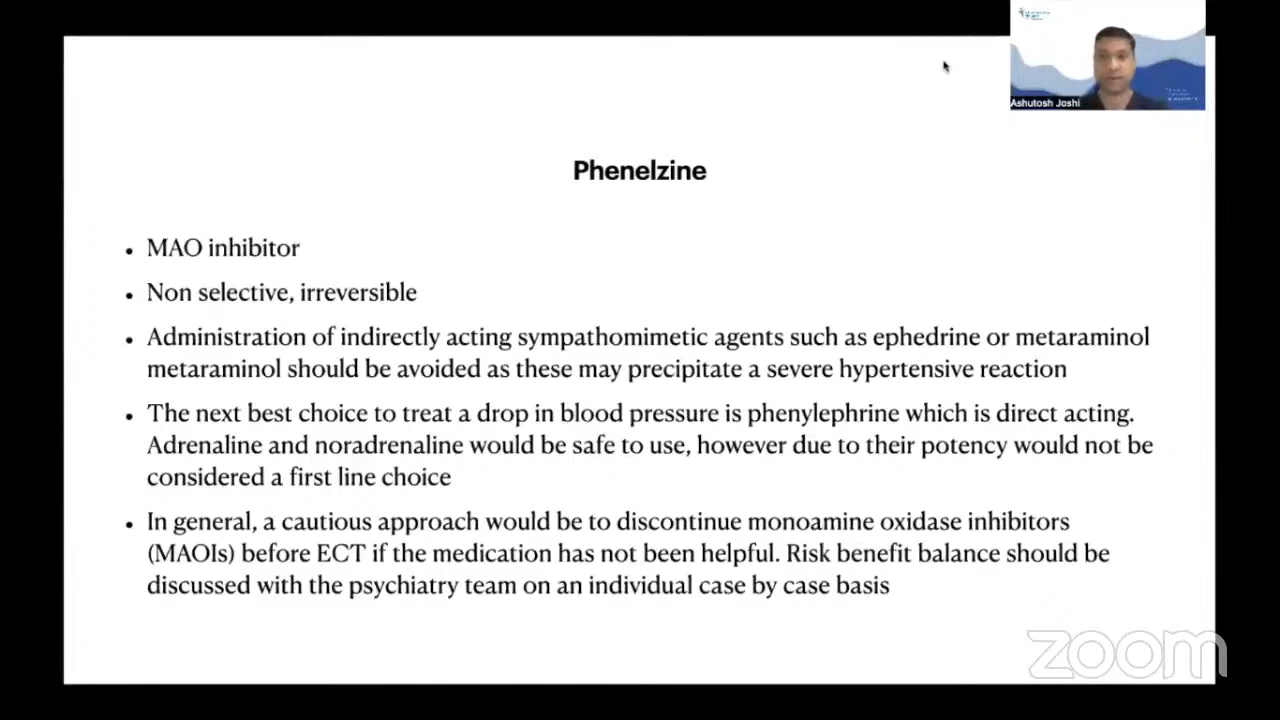 Ashutosh Joshi
Phenelzine
• MAO inhibitor
• Non selective, irreversible
• Administration of indirectly acting sympathomimetic agents such as ephedrine or metaraminol
metaraminol should be avoided as these may precipitate a severe hypertensive reaction
• The next best choice to treat a drop in blood pressure is phenylephrine which is direct acting.
Adrenaline and noradrenaline would be safe to use, however due to their potency would not be
considered a first line choice
• In general, a cautious approach would be to discontinue monoamine oxidase inhibitors
(MAOIs) before ECT if the medication has not been helpful. Risk benefit balance should be
discussed with the psychiatry team on an individual case by case basis
zoom